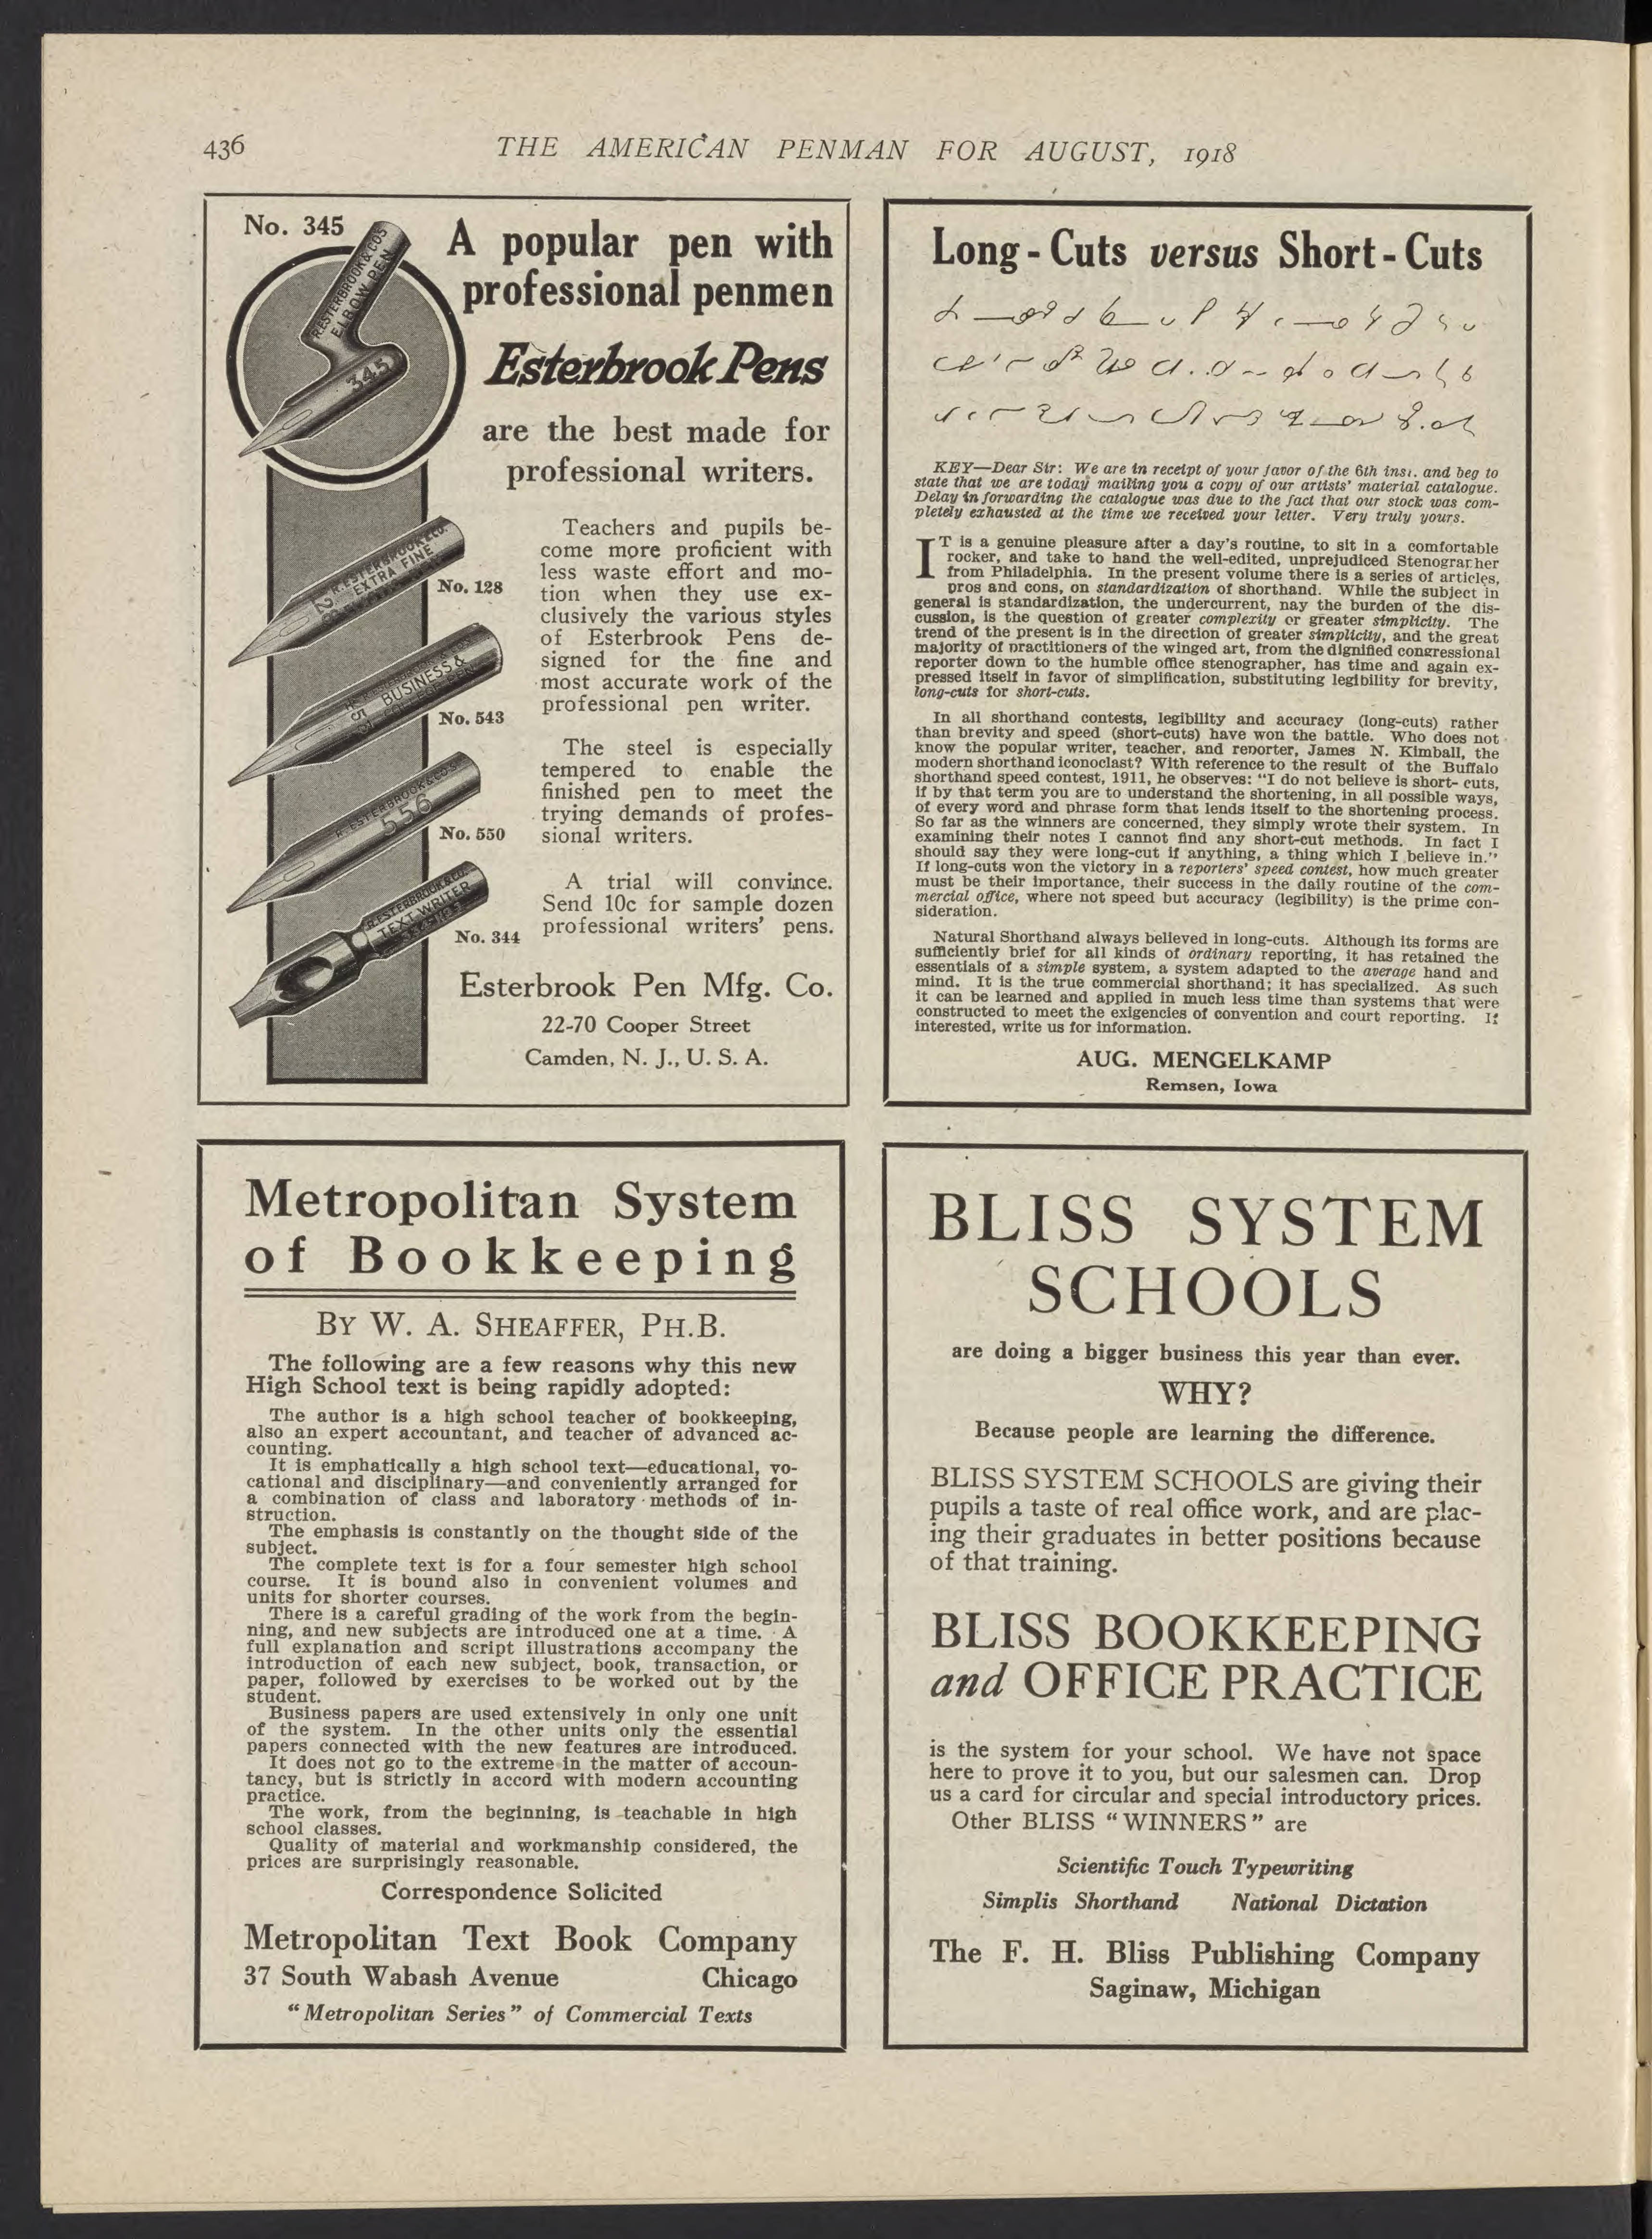 436
THE AMERICAN PENMAN FOR AUGUST, 1918
No. 345
R. ESTERBROOK & CO'S
ELBOW PEN
345
A popular pen with
professional penmen
Esterbrook Pens
are the best made for
professional writers.
R. ESTERBROOK & CO.
EXTRA FINE
No. 128
BUSINESS &
No. 543
R. ESTERBROOK & CO'S
556
No. 550
R. ESTERBROOK & CO.
TEXT WRITER
No. 344
Teachers and pupils be-
come more proficient with
less waste effort and mo-
tion when they use ex-
clusively the various styles
of Esterbrook Pens de-
signed for the fine and
most accurate work of the
professional pen writer.
The steel is especially
tempered to enable the
finished pen to meet the
trying demands of profes-
sional writers.
A trial will convince.
Send 10c for sample dozen
professional writers' pens.
Esterbrook Pen Mfg. Co.
22-70 Cooper Street
Camden, N. J., U. S. A.
Long-Cuts versus Short-Cuts
KEY—Dear Sir: We are in receipt of your favor of the 6th inst. and beg to
state that we are today mailing you a copy of our artists' material catalogue.
Delay in forwarding the catalogue was due to the fact that our stock was com-
pletely exhausted at the time we received your letter. Very truly yours.
IT is a genuine pleasure after a day's routine, to sit in a comfortable
rocker, and take to hand the well-edited, unprejudiced Stenographer
from Philadelphia. In the present volume there is a series of articles,
pros and cons, on standardization of shorthand. While the subject in
general is standardization, the undercurrent, nay the burden of the dis-
cussion, is the question of greater complexity or greater simplicity. The
trend of the present is in the direction of greater simplicity, and the great
majority of practitioners of the winged art, from the dignified congressional
reporter down to the humble office stenographer, has time and again ex-
pressed itself in favor of simplification, substituting legibility for brevity,
long-cuts for short-cuts.
In all shorthand contests, legibility and accuracy (long-cuts) rather
than brevity and speed (short-cuts) have won the battle. Who does not
know the popular writer, teacher, and reporter, James N. Kimball, the
modern shorthand iconoclast? With reference to the result of the Buffalo
shorthand speed contest, 1911, he observes: "I do not believe is short- cuts,
if by that term you are to understand the shortening, in all possible ways,
of every word and phrase form that lends itself to the shortening process.
So far as the winners are concerned, they simply wrote their system. In
examining their notes I cannot find any short-cut methods. In fact I
should say they were long-cut if anything, a thing which I believe in."
If long-cuts won the victory in a reporters' speed contest, how much greater
must be their importance, their success in the daily routine of the com-
mercial office, where not speed but accuracy (legibility) is the prime con-
sideration.
Natural Shorthand always believed in long-cuts. Although its forms are
sufficiently brief for all kinds of ordinary reporting, it has retained the
essentials of a simple system, a system adapted to the average hand and
mind. It is the true commercial shorthand; it has specialized. As such
it can be learned and applied in much less time than systems that were
constructed to meet the exigencies of convention and court reporting. If
interested, write us for information.
AUG. MENGELKAMP
Remsen, Iowa
Metropolitan System
of Bookkeeping
BY W. A. SHEAFFER, PH.B.
The following are a few reasons why this new
High School text is being rapidly adopted:
The author is a high school teacher of bookkeeping,
also an expert accountant, and teacher of advanced ac-
counting.
It is emphatically a high school text—educational, vo-
cational and disciplinary—and conveniently arranged for
a combination of class and laboratory methods of in-
struction.
The emphasis is constantly on the thought side of the
subject.
The complete text is for a four semester high school
course. It is bound also in convenient volumes and
units for shorter courses.
There is a careful grading of the work from the begin-
ning, and new subjects are introduced one at a time. A
full explanation and script illustrations accompany the
introduction of each new subject, book, transaction, or
paper, followed by exercises to be worked out by the
student.
Business papers are used extensively in only one unit
of the system. In the other units only the essential
papers connected with the new features are introduced.
It does not go to the extreme in the matter of accoun-
tancy, but is strictly in accord with modern accounting
practice.
The work, from the beginning, is teachable in high
school classes.
Quality of material and workmanship considered, the
prices are surprisingly reasonable.
Correspondence Solicited
Metropolitan Text Book Company
37 South Wabash Avenue Chicago
"Metropolitan Series" of Commercial Texts
BLISS SYSTEM
SCHOOLS
are doing a bigger business this year than ever.
WHY?
Because people are learning the difference.
BLISS SYSTEM SCHOOLS are giving their
pupils a taste of real office work, and are plac-
ing their graduates in better positions because
of that training.
BLISS BOOKKEEPING
and OFFICE PRACTICE
is the system for your school. We have not space
here to prove it to you, but our salesmen can. Drop
us a card for circular and special introductory prices.
Other BLISS "WINNERS" are
Scientific Touch Typewriting
Simplis Shorthand National Dictation
The F. H. Bliss Publishing Company
Saginaw, Michigan